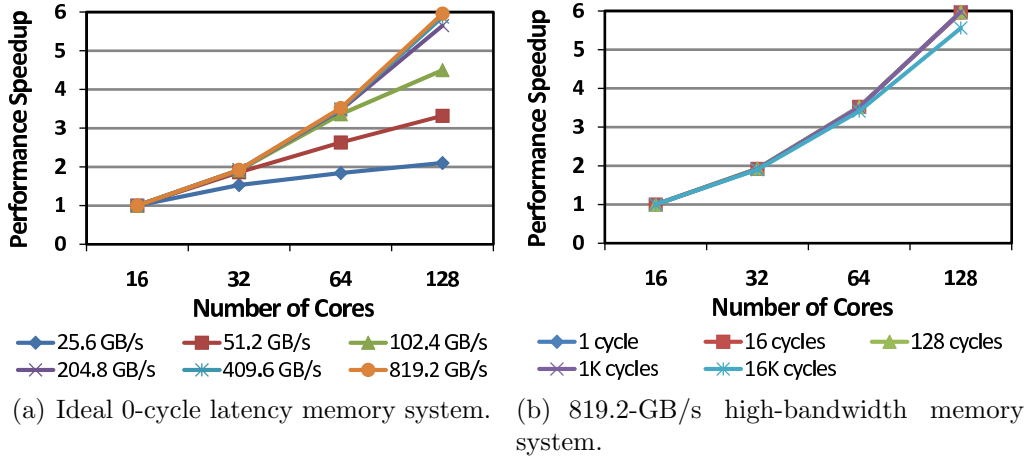 Performance Speedup
6
5
4
3
2
1
0
16 32 64 128
Number of Cores
25.6 GB/s 51.2 GB/s 102.4 GB/s
204.8 GB/s 409.6 GB/s 819.2 GB/s
(a) Ideal 0-cycle latency memory system.
Performance Speedup
6
5
4
3
2
1
0
16 32 64 128
Number of Cores
1 cycle 16 cycles 128 cycles
1K cycles 16K cycles
(b) 819.2-GB/s high-bandwidth memory
system.